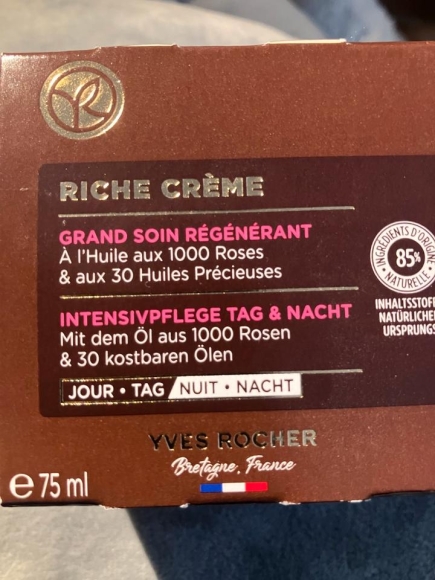 RICHE CRÈME
GRAND SOIN RÉGÉNÉRANT
À l'Huile aux 1000 Roses
& aux 30 Huiles Précieuses
INTENSIVPFLEGE TAG & NACHT
Mit dem Öl aus 1000 Rosen
& 30 kostbaren Ölen
JOUR • TAG / NUIT • NACHT
INGRÉDIENTS D'ORIGINE
85%
• NATURELLE •
INHALTSSTOFF
NATÜRLICHE
URSPRUNGS
YVES ROCHER
Bretagne, France
e 75 ml